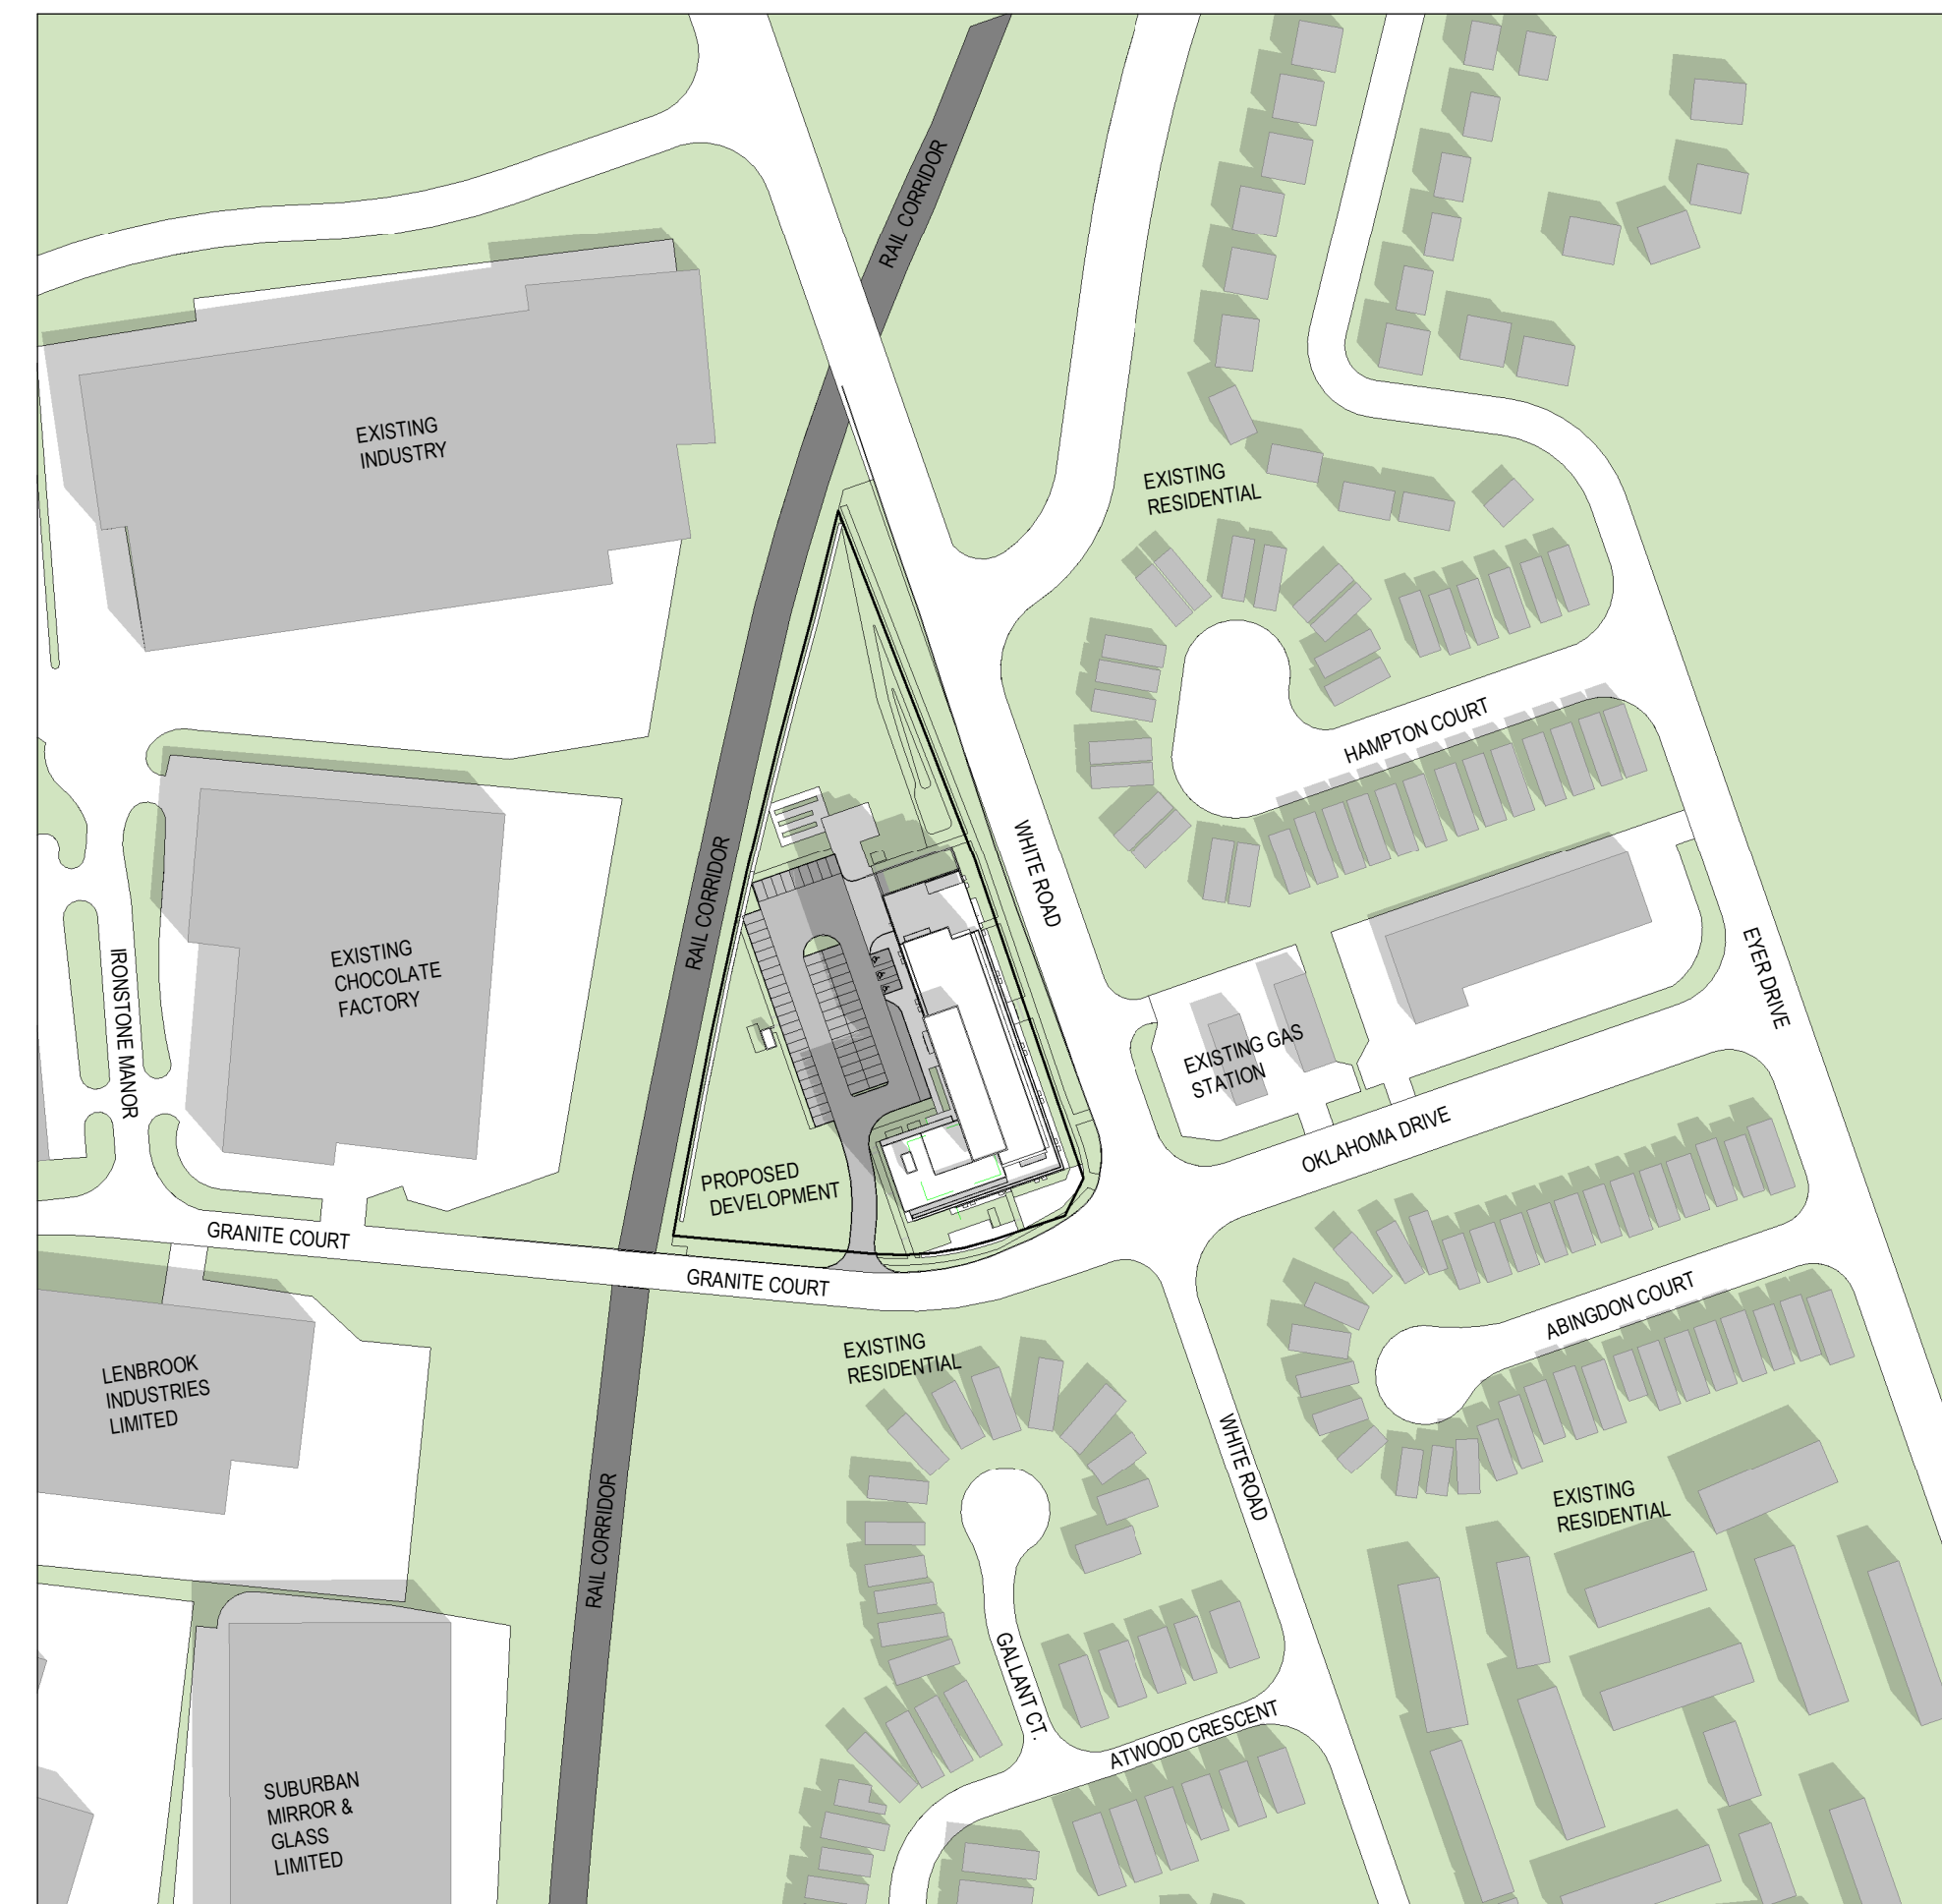 RAIL CORRIDOR
EXISTING
INDUSTRY
EXISTING
RESIDENTIAL
HAMPTON COURT
WHITE ROAD
RAIL CORRIDOR
EXISTING
CHOCOLATE
FACTORY
IRONSTONE MANOR
EYER DRIVE
EXISTING GAS
STATION
OKLAHOMA DRIVE
PROPOSED
DEVELOPMENT
GRANITE COURT
GRANITE COURT
ABINGDON COURT
EXISTING
RESIDENTIAL
LENBROOK
INDUSTRIES
LIMITED
WHITE ROAD
EXISTING
RESIDENTIAL
RAIL CORRIDOR
GALLANT CT.
ATWOOD CRESCENT
SUBURBAN
MIRROR &
GLASS
LIMITED